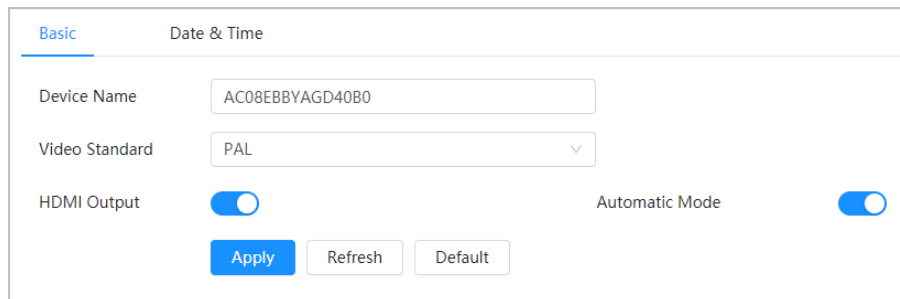 Basic Date & Time
Device Name AC08EBBYAGD40B0
Video Standard PAL
HDMI Output Automatic Mode
Apply Refresh Default